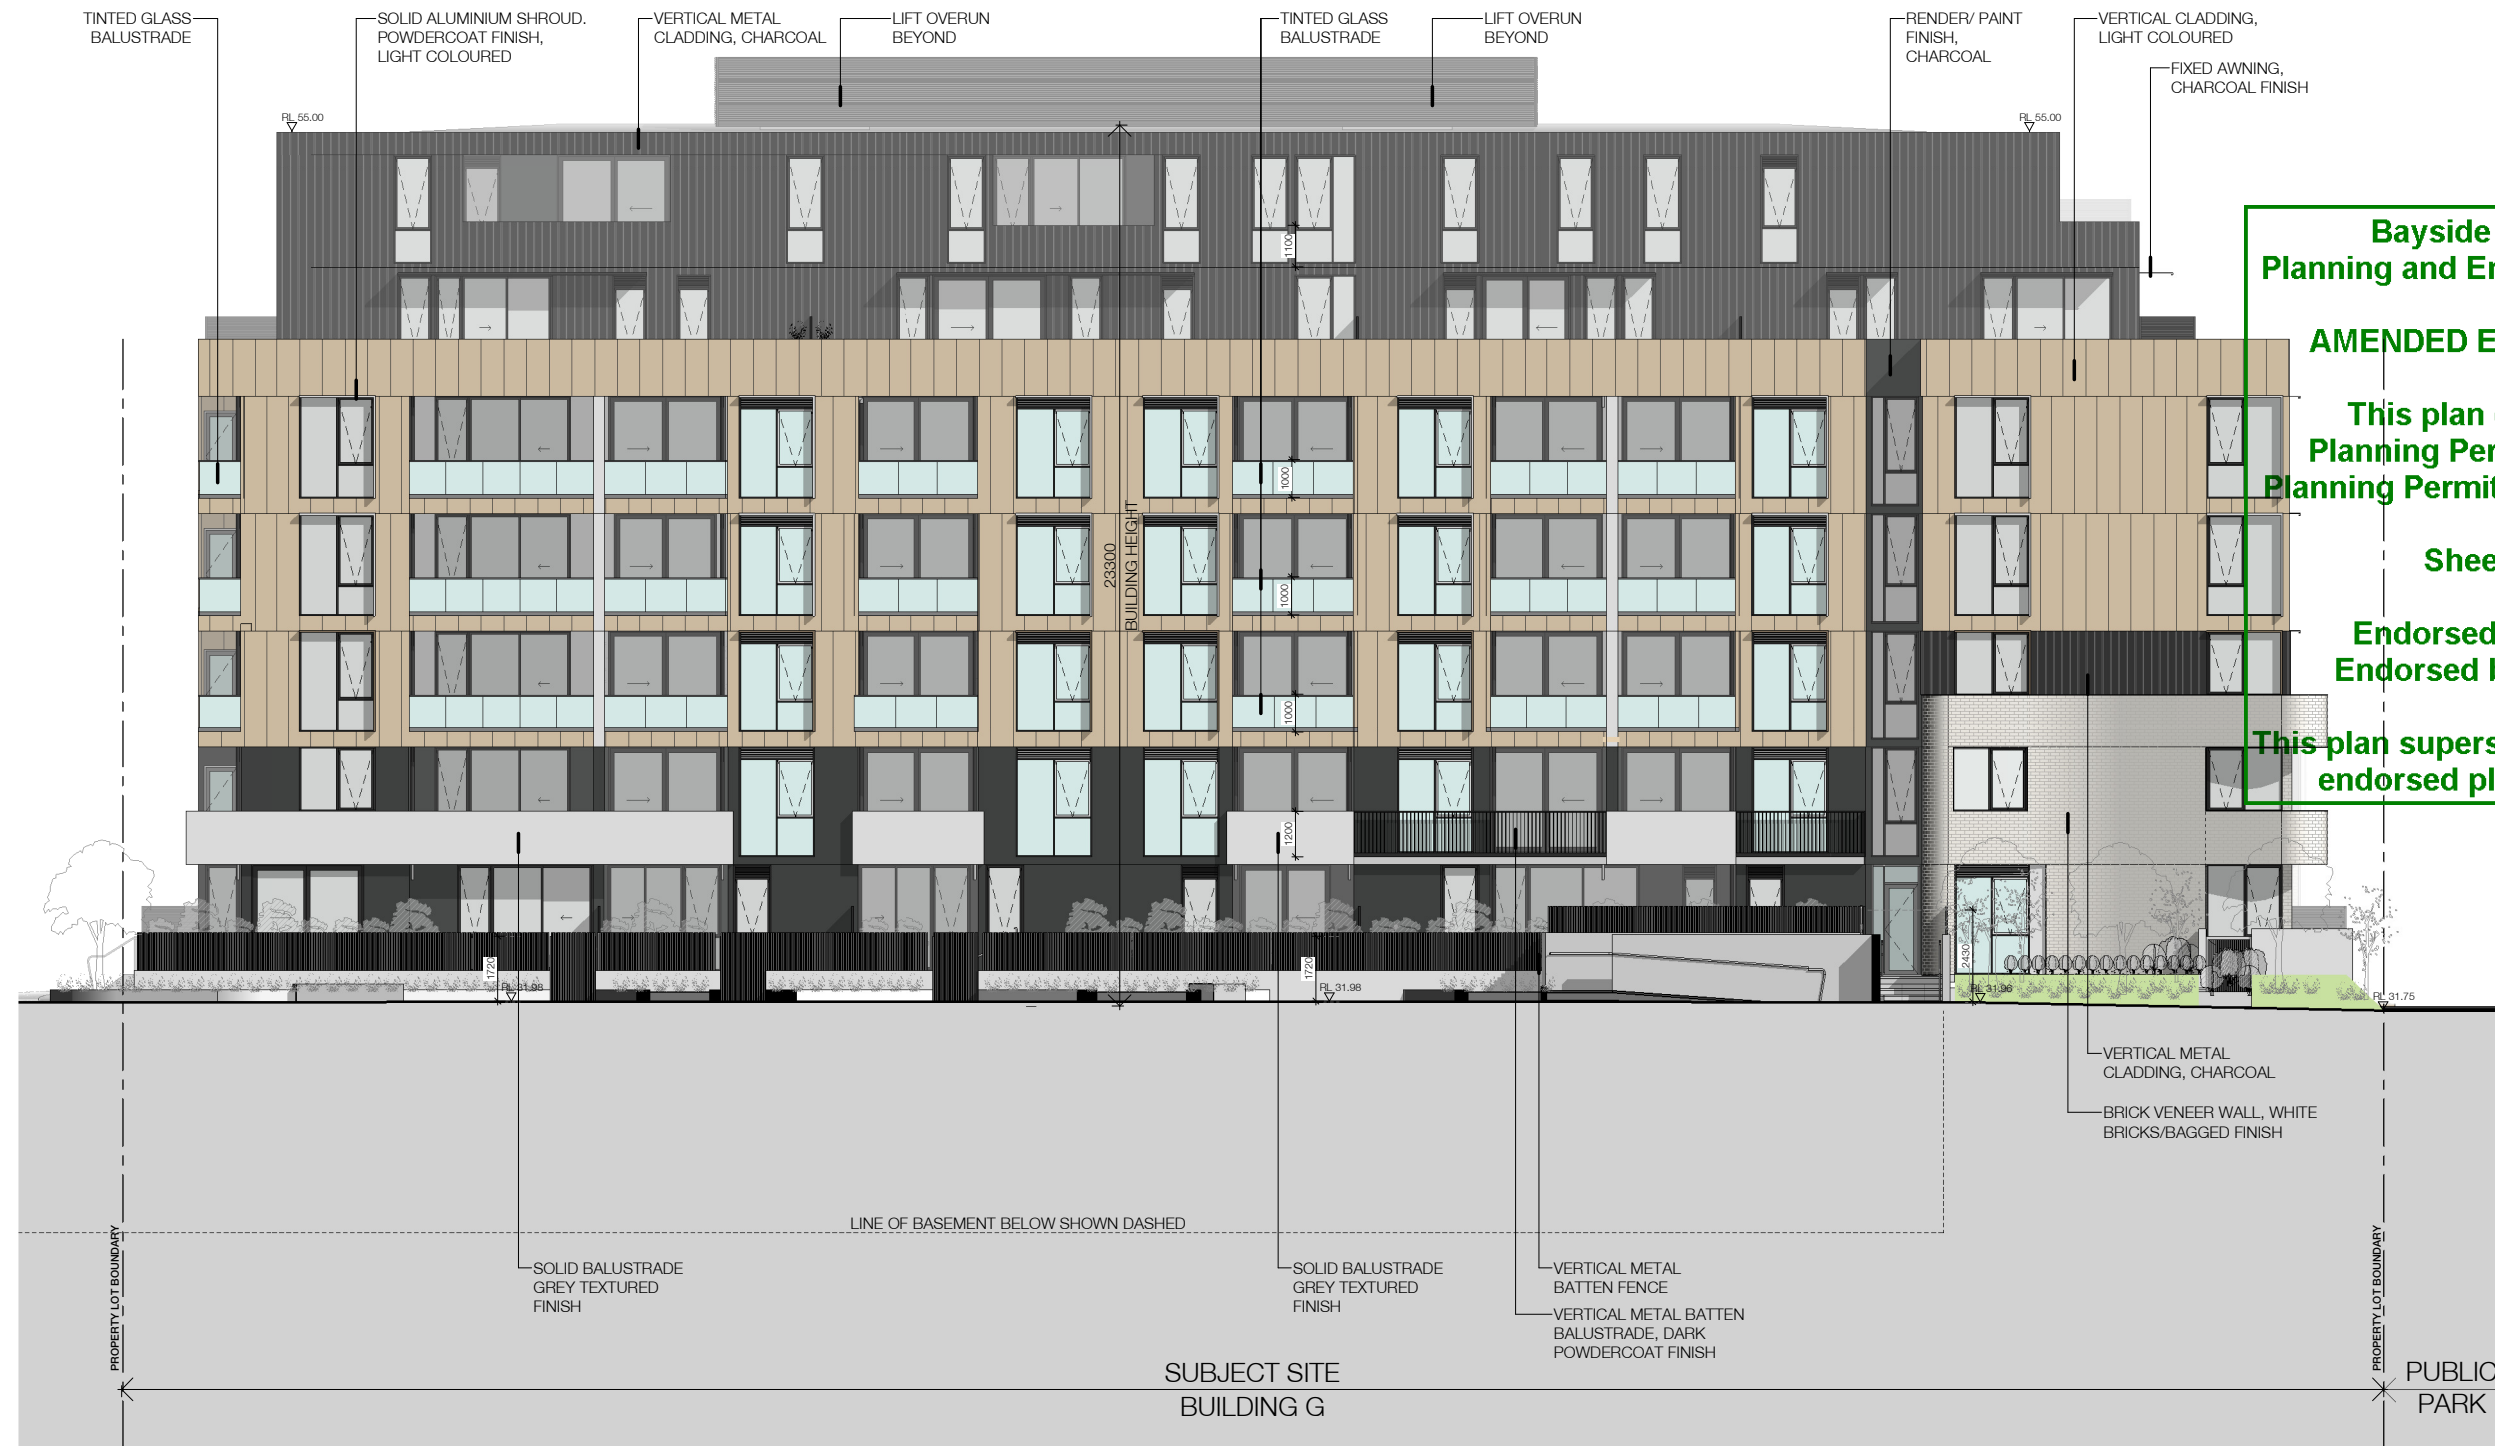 TINTED GLASS
BALUSTRADE
SOLID ALUMINIUM SHROUD.
POWDERCOAT FINISH,
LIGHT COLOURED
VERTICAL METAL
CLADDING, CHARCOAL
LIFT OVERUN
BEYOND
TINTED GLASS
BALUSTRADE
LIFT OVERUN
BEYOND
RENDER/ PAINT
FINISH,
CHARCOAL
VERTICAL CLADDING,
LIGHT COLOURED
FIXED AWNING,
CHARCOAL FINISH
RL 55.00
RL 55.00
1100
Bayside
Planning and En
AMENDED E
This plan
Planning Per
Planning Permit
Shee
Endorsed
Endorsed b
This plan supers
endorsed pl
1000
1000
1000
23300
BUILDING HEIGHT
1200
1720
1720
2430
RL 31.98
RL 31.98
RL 31.96
RL 31.75
VERTICAL METAL
CLADDING, CHARCOAL
BRICK VENEER WALL, WHITE
BRICKS/BAGGED FINISH
LINE OF BASEMENT BELOW SHOWN DASHED
SOLID BALUSTRADE
GREY TEXTURED
FINISH
SOLID BALUSTRADE
GREY TEXTURED
FINISH
VERTICAL METAL
BATTEN FENCE
VERTICAL METAL BATTEN
BALUSTRADE, DARK
POWDERCOAT FINISH
PROPERTY LOT BOUNDARY
PROPERTY LOT BOUNDARY
SUBJECT SITE
BUILDING G
PUBLIC
PARK